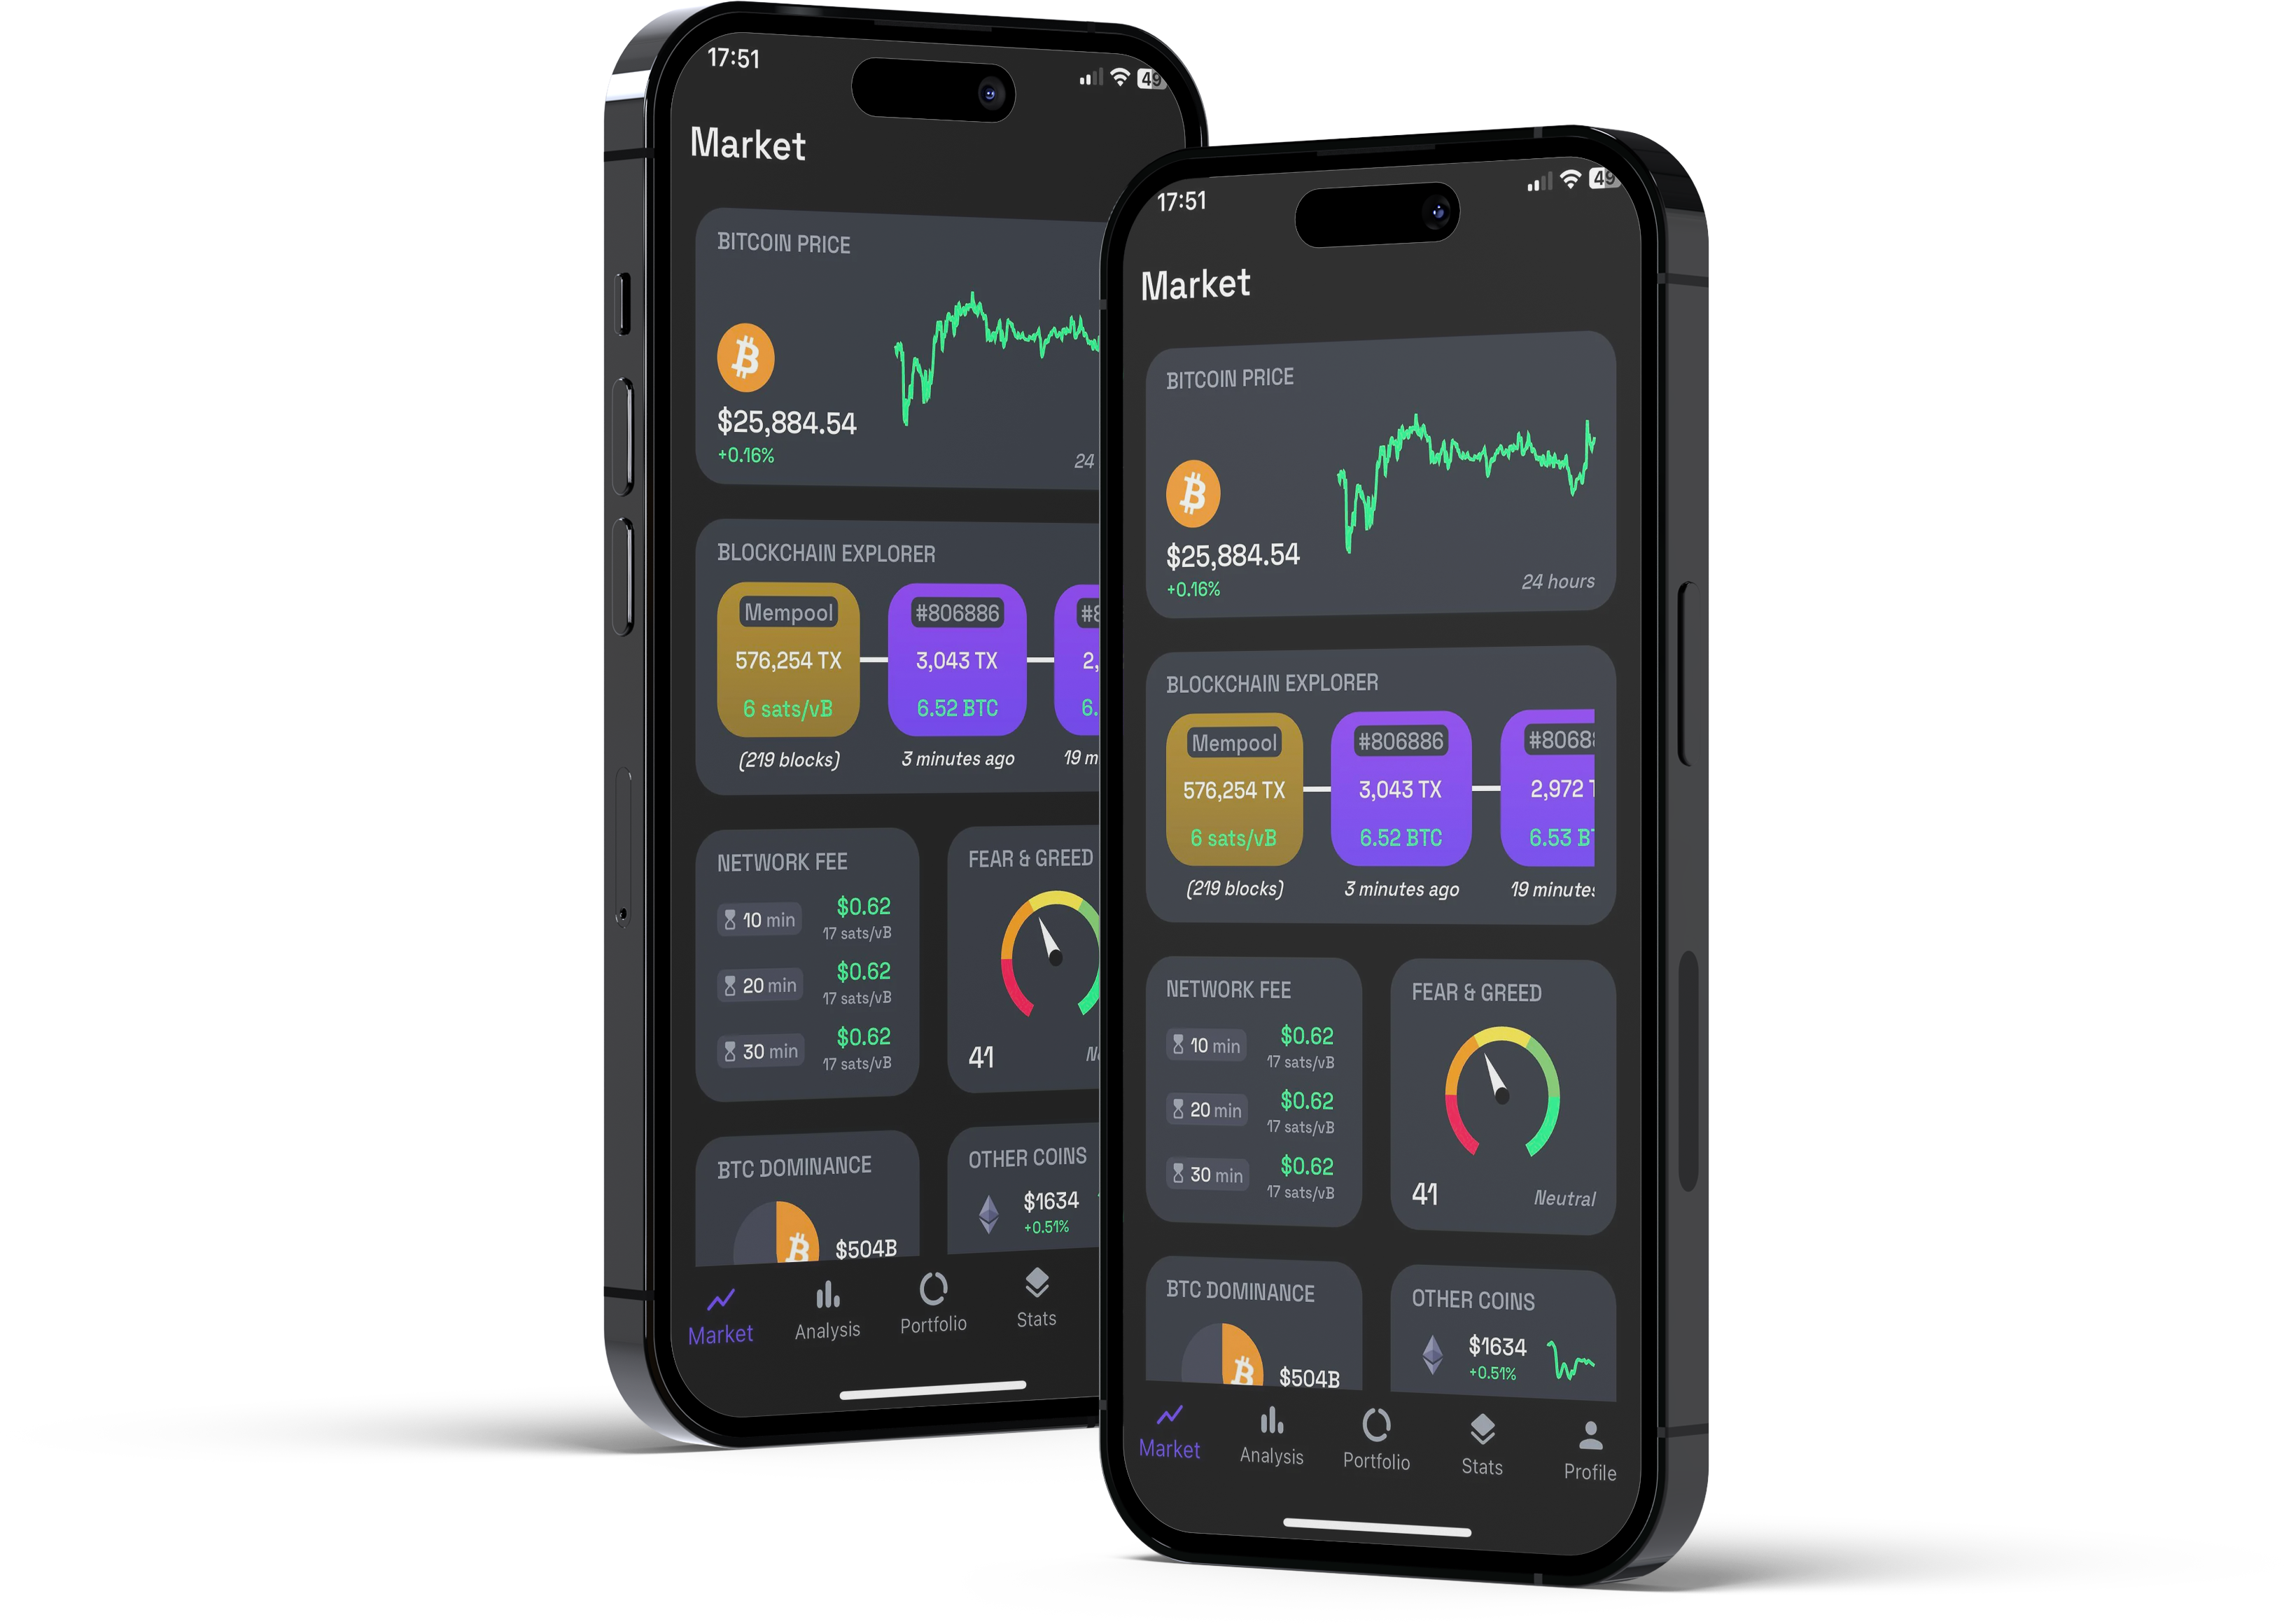 17:51
49
Market
BITCOIN PRICE
$25,884.54
+0.16%
24
BLOCKCHAIN EXPLORER
Mempool #806886 #8
576,254 TX 3,043 TX 2,
6 sats/vB 6.52 BTC 6.
(219 blocks) 3 minutes ago 19 m
NETWORK FEE
10 min $0.62
17 sats/vB
20 min $0.62
17 sats/vB
30 min $0.62
17 sats/vB
FEAR & GREED
41
BTC DOMINANCE
$504B
OTHER COINS
$1634
+0.51%
Market Analysis Portfolio Stats
17:51
49
Market
BITCOIN PRICE
$25,884.54
+0.16%
24 hours
BLOCKCHAIN EXPLORER
Mempool #806886 #8068
576,254 TX 3,043 TX 2,972
6 sats/vB 6.52 BTC 6.53 B
(219 blocks) 3 minutes ago 19 minutes
NETWORK FEE
10 min $0.62
17 sats/vB
20 min $0.62
17 sats/vB
30 min $0.62
17 sats/vB
FEAR & GREED
41 Neutral
BTC DOMINANCE
$504B
OTHER COINS
$1634
+0.51%
Market Analysis Portfolio Stats Profile